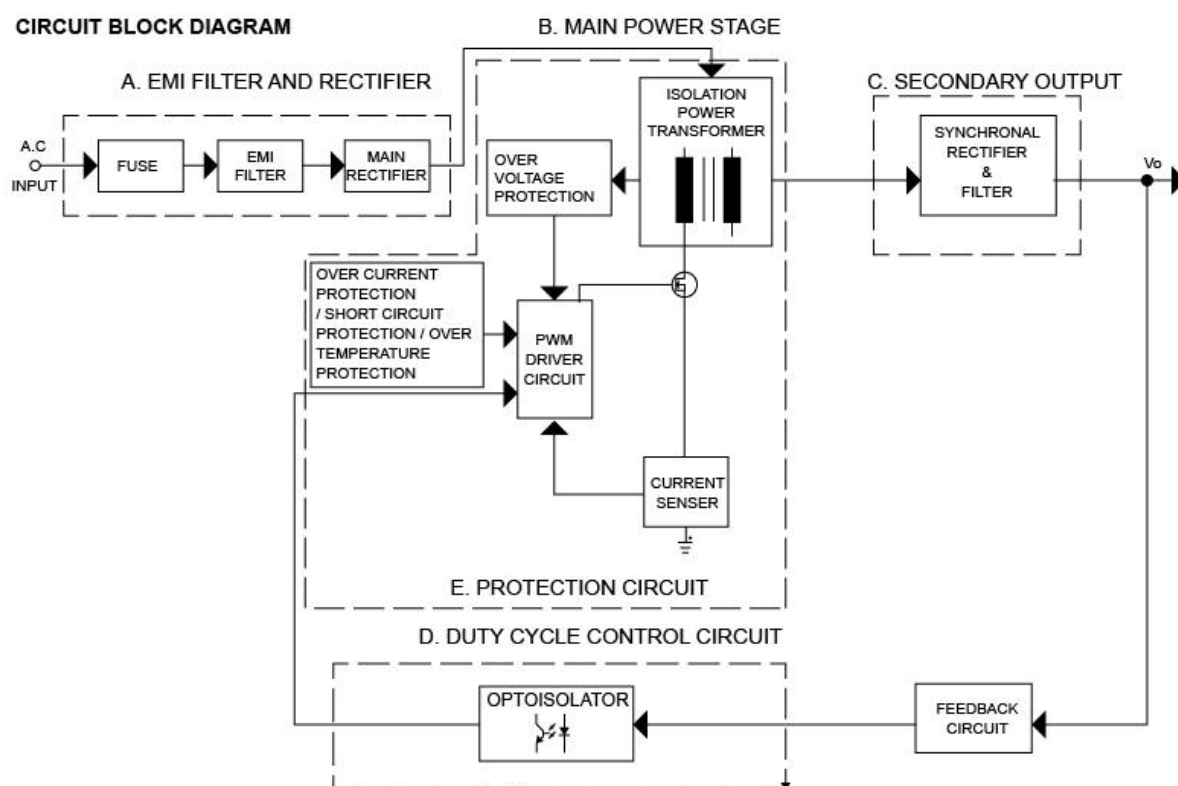 CIRCUIT BLOCK DIAGRAM
B. MAIN POWER STAGE
A. EMI FILTER AND RECTIFIER
C. SECONDARY OUTPUT
A.C
INPUT
FUSE
EMI
FILTER
MAIN
RECTIFIER
OVER
VOLTAGE
PROTECTION
ISOLATION
POWER
TRANSFORMER
SYNCHRONAL
RECTIFIER
&
FILTER
Vo
OVER CURRENT
PROTECTION
/ SHORT CIRCUIT
PROTECTION / OVER
TEMPERATURE
PROTECTION
PWM
DRIVER
CIRCUIT
CURRENT
SENSER
E. PROTECTION CIRCUIT
D. DUTY CYCLE CONTROL CIRCUIT
OPTOISOLATOR
FEEDBACK
CIRCUIT